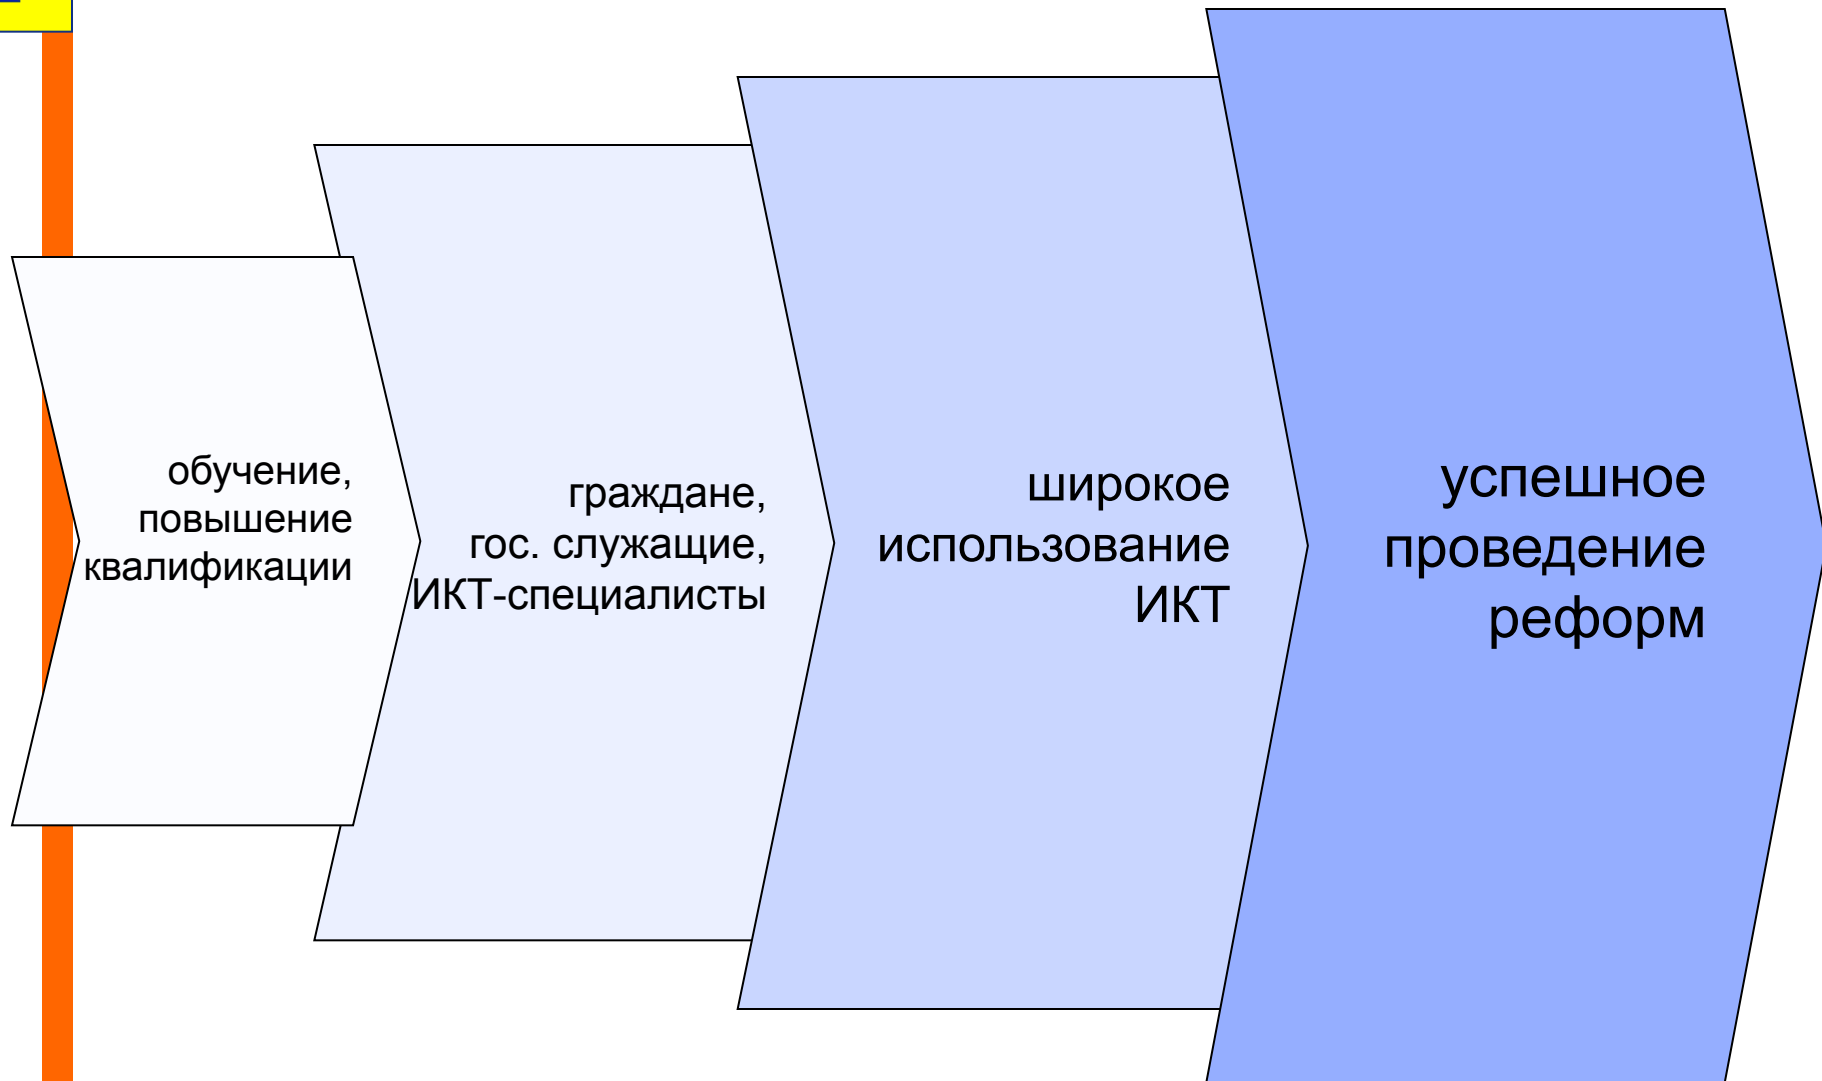 обучение,
повышение
квалификации
граждане,
гос. служащие,
ИКТ-специалисты
широкое
использование
ИКТ
успешное
проведение
реформ